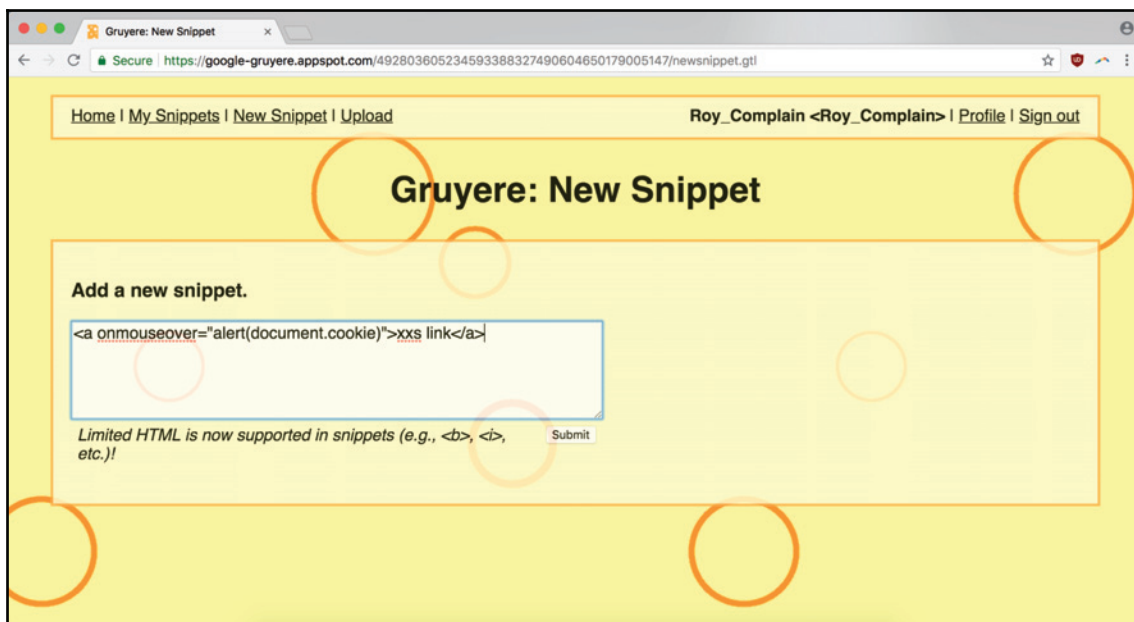 Gruyere: New Snippet
Secure | https://google-gruyere.appspot.com/492803605234593388327490604650179005147/newsnippet.gtl
Home | My Snippets | New Snippet | Upload
Roy_Complain <Roy_Complain> | Profile | Sign out
Gruyere: New Snippet
Add a new snippet.
<a onmouseover="alert(document.cookie)">xxs link</a>
Limited HTML is now supported in snippets (e.g., <b>, <i>,
etc.)!
Submit